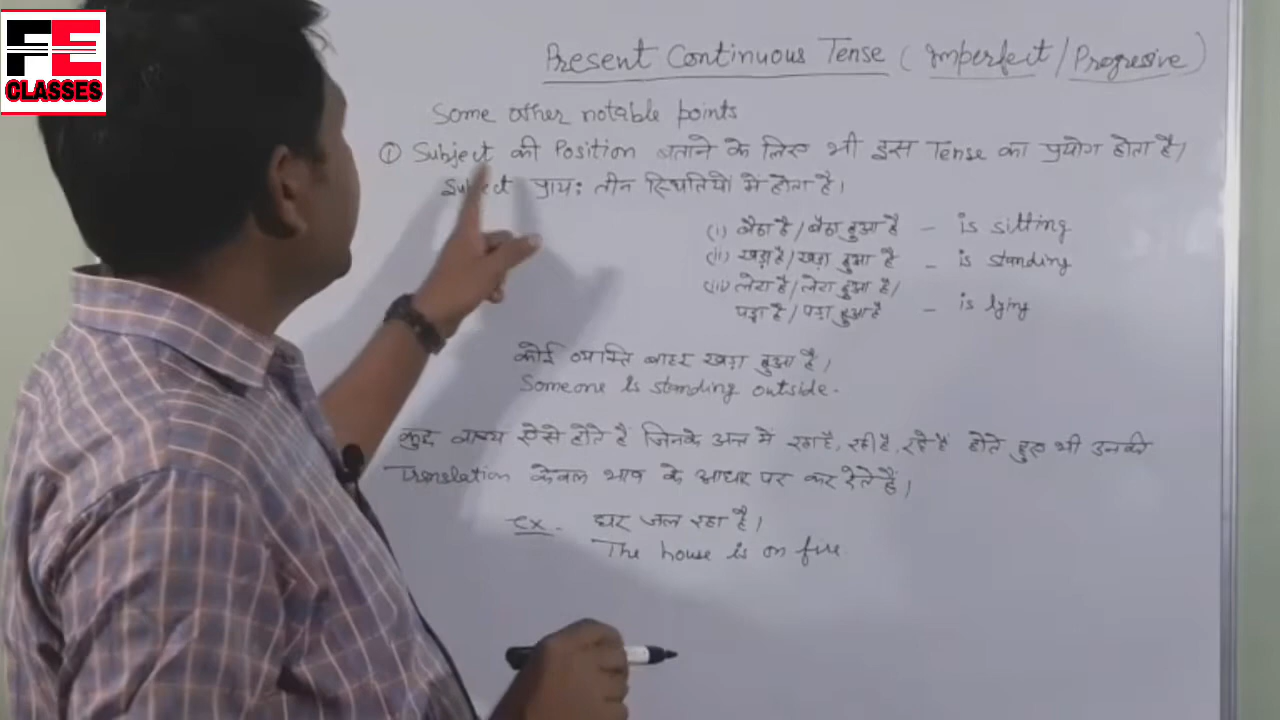 FE
CLASSES
Present Continuous Tense (Imperfect/Progressive)
Some other notable points
① Subject की Position बताने के लिए भी इस Tense का प्रयोग होता है।
Subject प्रायः तीन स्थितियों में होता है।
(i) बैठा है/बैठा हुआ है - is sitting
(ii) खड़ा है/खड़ा हुआ है - is standing
(iii) लेटा है/लेटा हुआ है/
पड़ा है/पड़ा हुआ है - is lying
कोई व्यक्ति बाहर खड़ा हुआ है।
Someone is standing outside.
कुछ वाक्य ऐसे होते हैं जिनके अन्त में रहा है, रही है, रहे हैं होते हुए भी उनकी
Translation केवल भाव के आधार पर कर देते हैं।
ex. घर जल रहा है।
The house is on fire